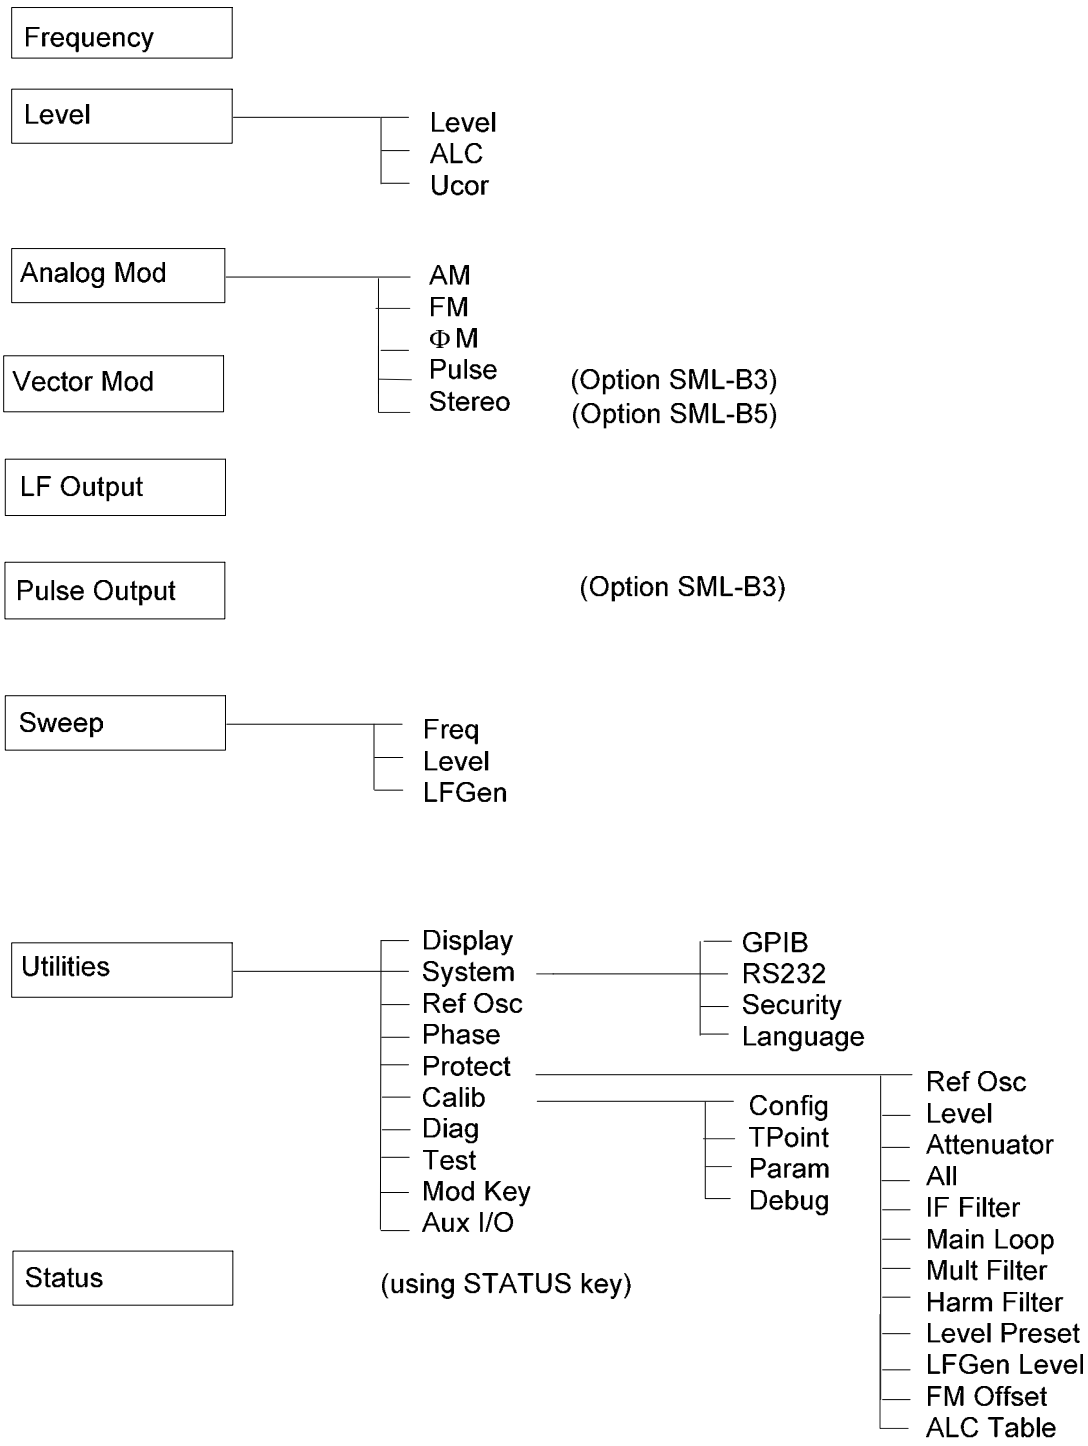 Frequency
Level
Level
ALC
Ucor
Analog Mod
AM
FM
ΦM
Pulse
(Option SML-B3)
Stereo
(Option SML-B5)
Vector Mod
LF Output
Pulse Output
(Option SML-B3)
Sweep
Freq
Level
LFGen
Utilities
Display
System
Ref Osc
Phase
Protect
Calib
Diag
Test
Mod Key
Aux I/O
GPIB
RS232
Security
Language
Config
TPoint
Param
Debug
Ref Osc
Level
Attenuator
All
IF Filter
Main Loop
Mult Filter
Harm Filter
Level Preset
LFGen Level
FM Offset
ALC Table
Status
(using STATUS key)